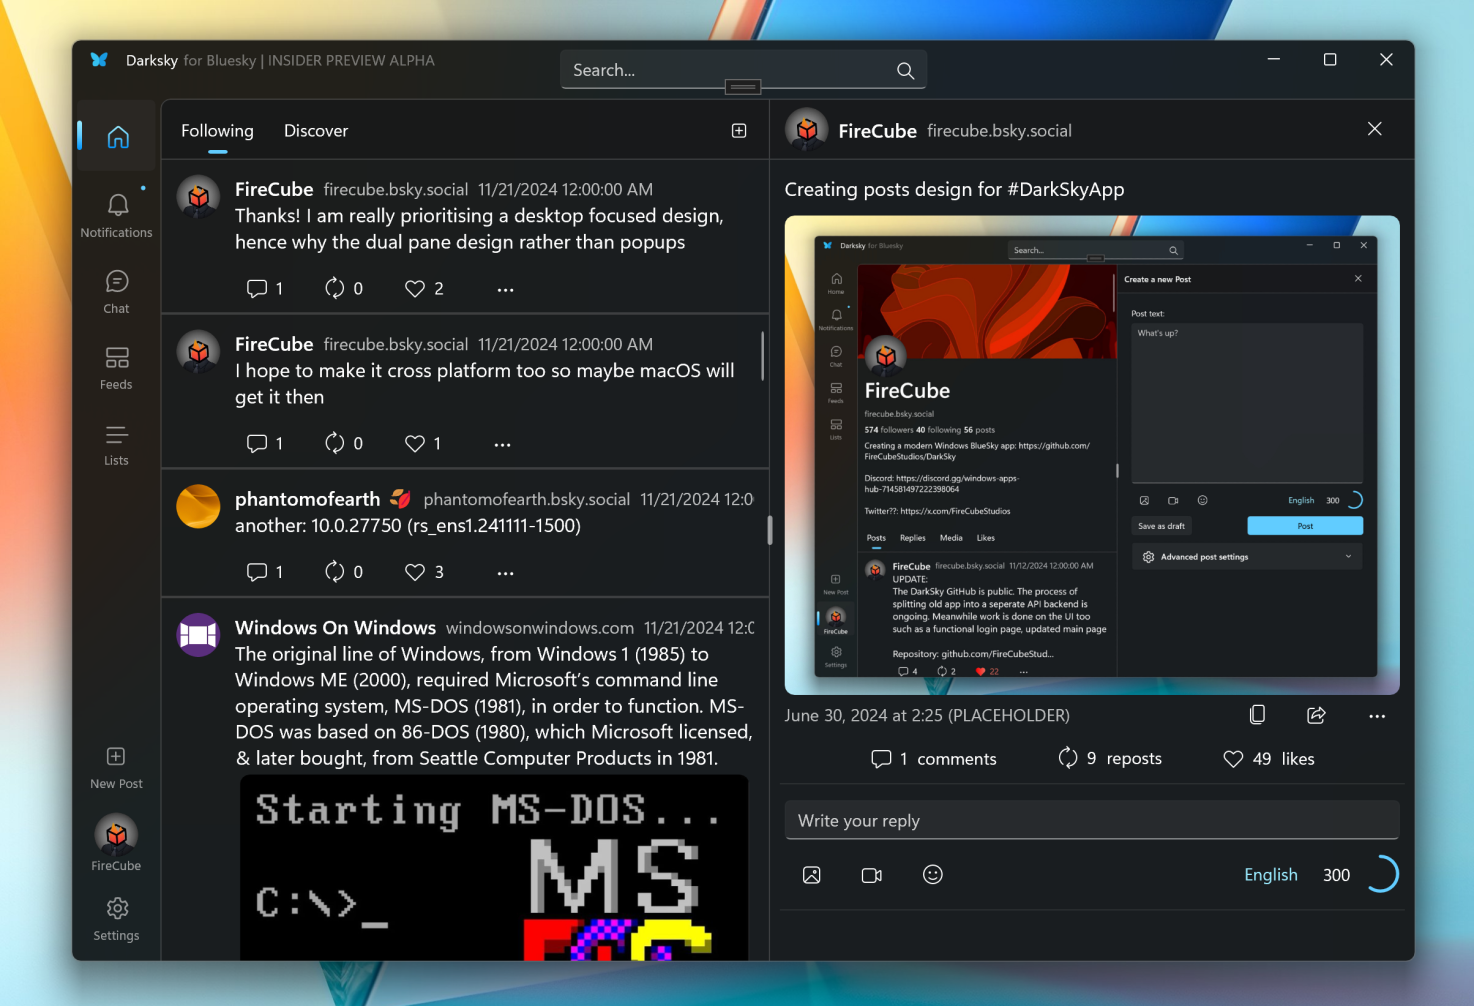 Darksky for Bluesky | INSIDER PREVIEW ALPHA
Search...
Notifications
Chat
Feeds
Lists
New Post
FireCube
Settings
Following Discover
FireCube firecube.bsky.social 11/21/2024 12:00:00 AM
Thanks! I am really prioritising a desktop focused design,
hence why the dual pane design rather than popups
1 0 2 ...
FireCube firecube.bsky.social 11/21/2024 12:00:00 AM
I hope to make it cross platform too so maybe macOS will
get it then
1 0 1 ...
phantomofearth phantomofearth.bsky.social 11/21/2024 12:0
another: 10.0.27750 (rs_ens1.241111-1500)
1 0 3 ...
Windows On Windows windowsonwindows.com 11/21/2024 12:0
The original line of Windows, from Windows 1 (1985) to
Windows ME (2000), required Microsoft's command line
operating system, MS-DOS (1981), in order to function. MS-
DOS was based on 86-DOS (1980), which Microsoft licensed,
& later bought, from Seattle Computer Products in 1981.
Starting MS-DOS...
C:\>_
MS
FireCube firecube.bsky.social
Creating posts design for #DarkSkyApp
Darksky for Bluesky
Search...
Home
Notifications
Chat
Feeds
Lists
New Post
FireCube
Settings
FireCube
firecube.bsky.social
574 followers 40 following 56 posts
Creating a modern Windows BlueSky app: https://github.com/
FireCubeStudios/DarkSky
Discord: https://discord.gg/windows-apps-
hub-714581497222398064
Twitter??: https://x.com/FireCubeStudios
Posts Replies Media Likes
FireCube firecube.bsky.social 11/12/2024 12:00:00 AM
UPDATE:
The DarkSky GitHub is public. The process of
splitting old app into a seperate API backend is
ongoing. Meanwhile work is done on the UI too
such as a functional login page, updated main page
Repository: github.com/FireCubeStud...
4 2 22 ...
Create a new Post
Post text:
What's up?
English 300
Save as draft Post
Advanced post settings
June 30, 2024 at 2:25 (PLACEHOLDER)
1 comments 9 reposts 49 likes
Write your reply
English 300